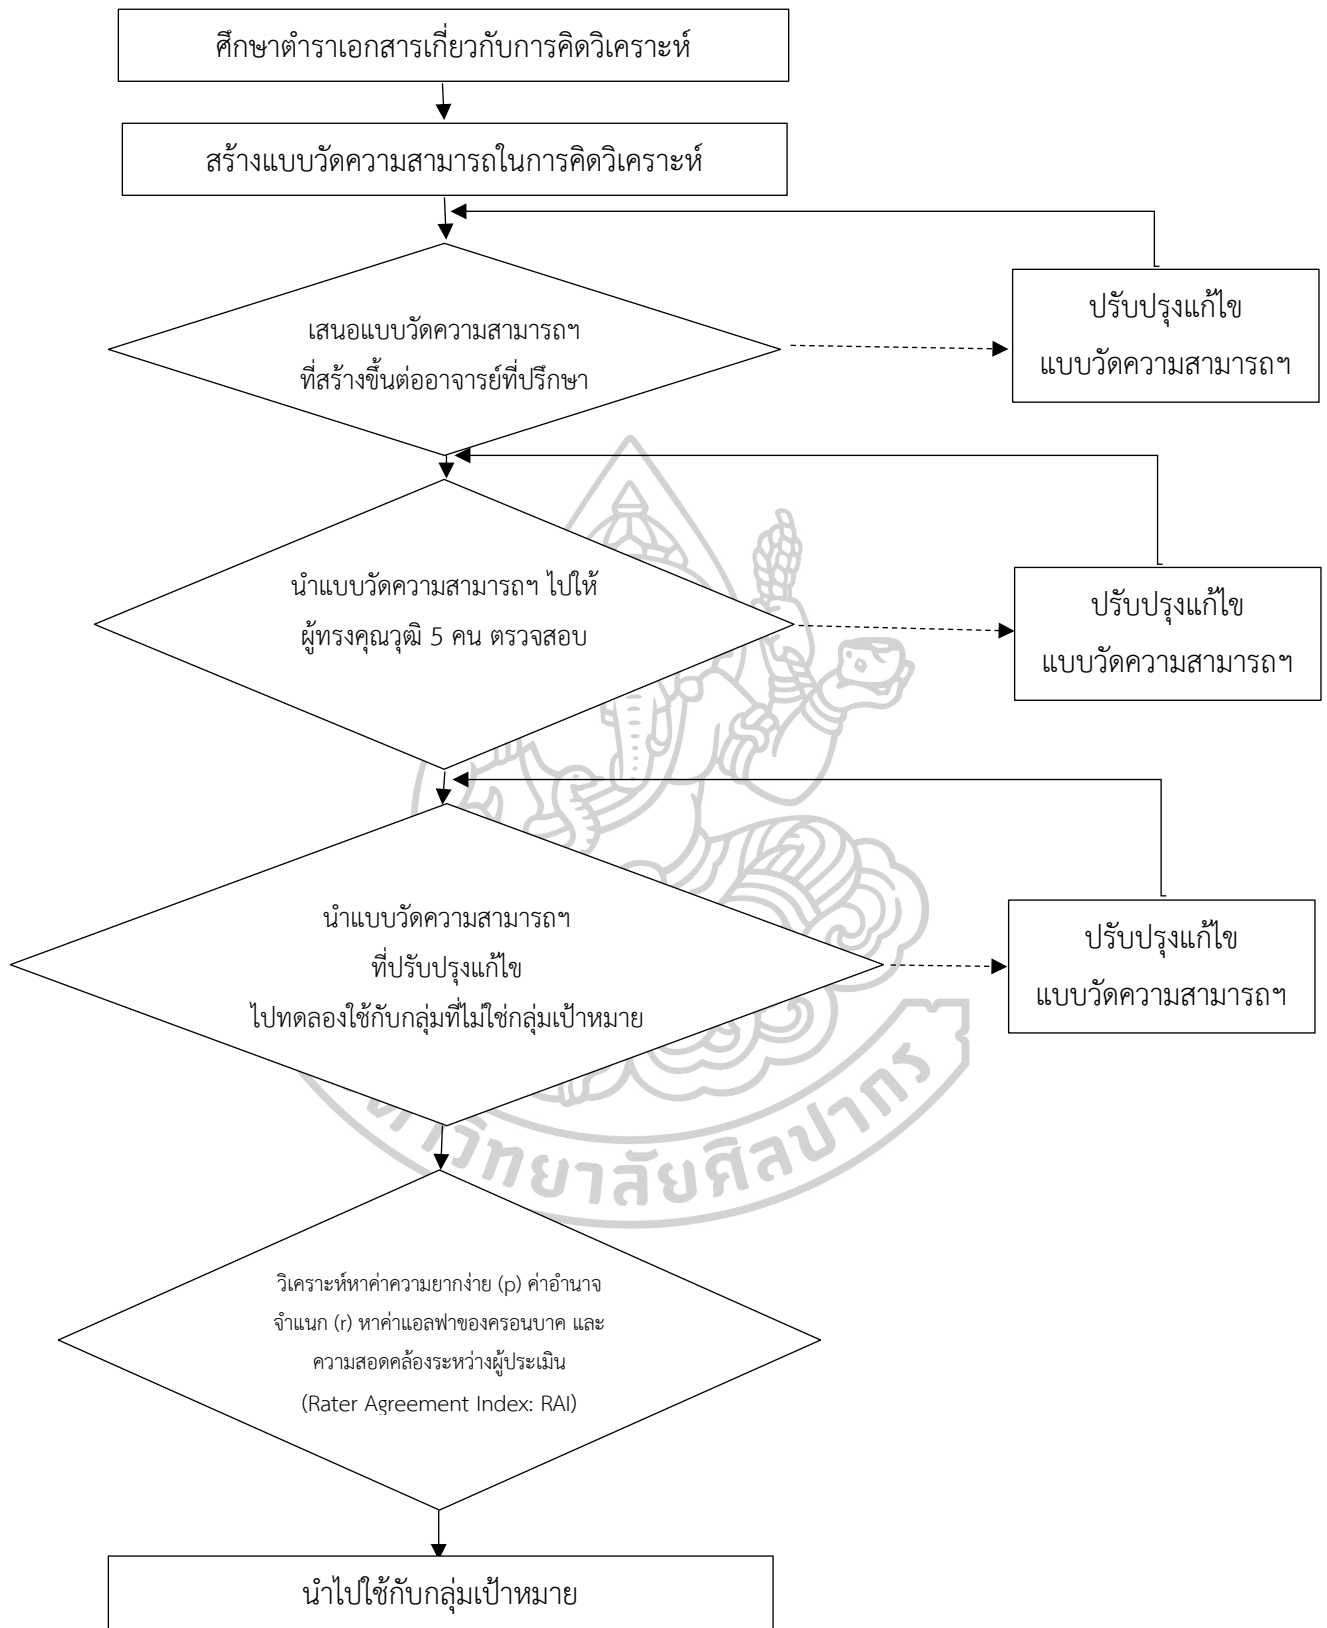 ศึกษาตำราเอกสารเกี่ยวกับการคิดวิเคราะห์
สร้างแบบวัดความสามารถในการคิดวิเคราะห์
เสนอแบบวัดความสามารถฯ
ที่สร้างขึ้นต่ออาจารย์ที่ปรึกษา
ปรับปรุงแก้ไข
แบบวัดความสามารถฯ
นำแบบวัดความสามารถฯ ไปให้
ผู้ทรงคุณวุฒิ 5 คน ตรวจสอบ
ปรับปรุงแก้ไข
แบบวัดความสามารถฯ
นำแบบวัดความสามารถฯ
ที่ปรับปรุงแก้ไข
ไปทดลองใช้กับกลุ่มที่ไม่ใช่กลุ่มเป้าหมาย
ปรับปรุงแก้ไข
แบบวัดความสามารถฯ
วิทยาลัยศิลปากร
วิเคราะห์หาค่าความยากง่าย (p) ค่าอำนาจ
จำแนก (r) หาค่าแอลฟาของครอนบาค และ
ความสอดคล้องระหว่างผู้ประเมิน
(Rater Agreement Index: RAI)
นำไปใช้กับกลุ่มเป้าหมาย